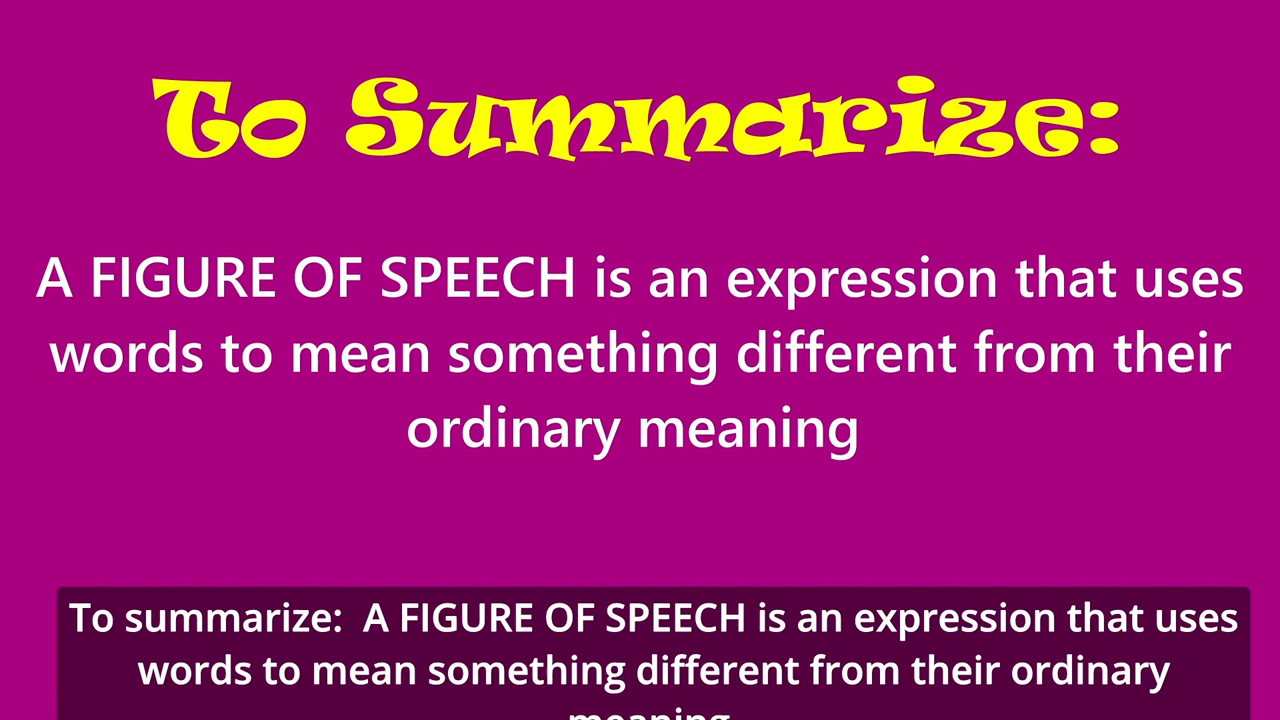 To Summarize:
A FIGURE OF SPEECH is an expression that uses
words to mean something different from their
ordinary meaning
To summarize:  A FIGURE OF SPEECH is an expression that uses
words to mean something different from their ordinary
meaning